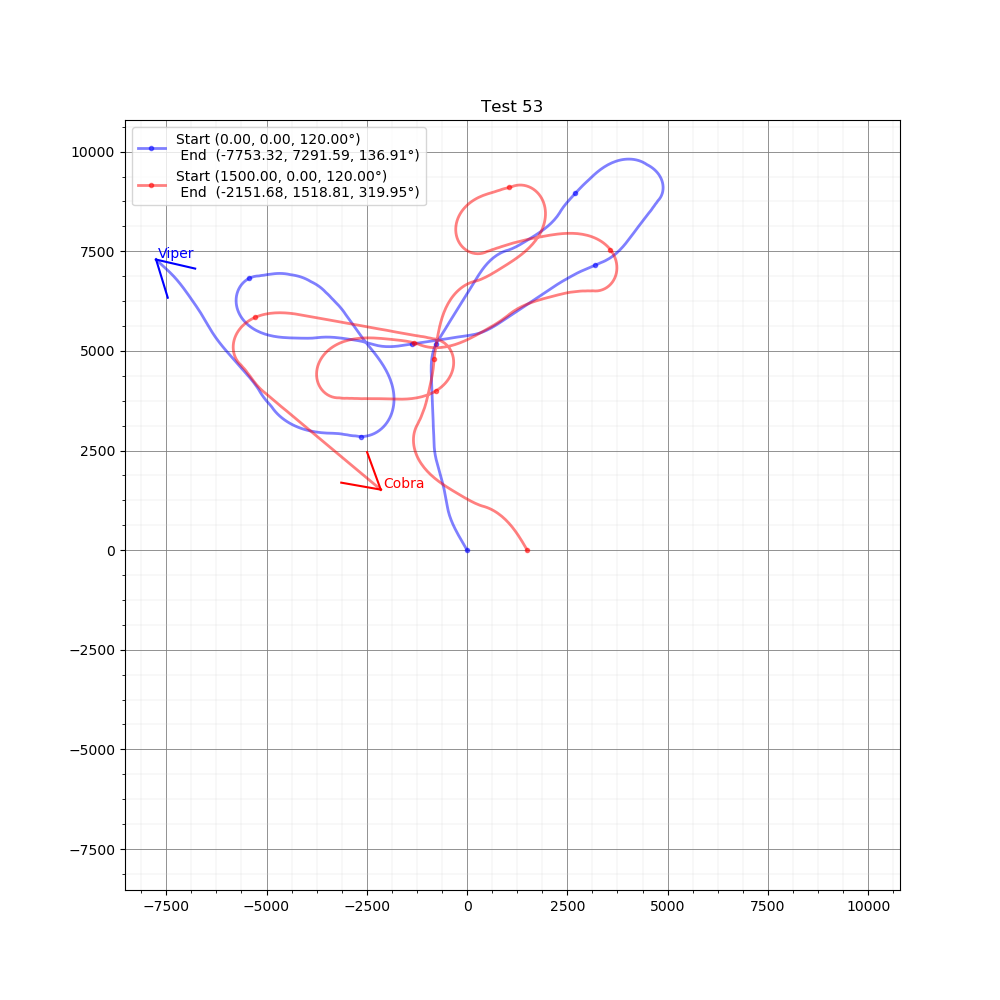 Test 53
Start (0.00, 0.00, 120.00°)
End (-7753.32, 7291.59, 136.91°)
Start (1500.00, 0.00, 120.00°)
End (-2151.68, 1518.81, 319.95°)
10000
7500
5000
2500
0
−2500
−5000
−7500
Viper
Cobra
−7500 −5000 −2500 0 2500 5000 7500 10000